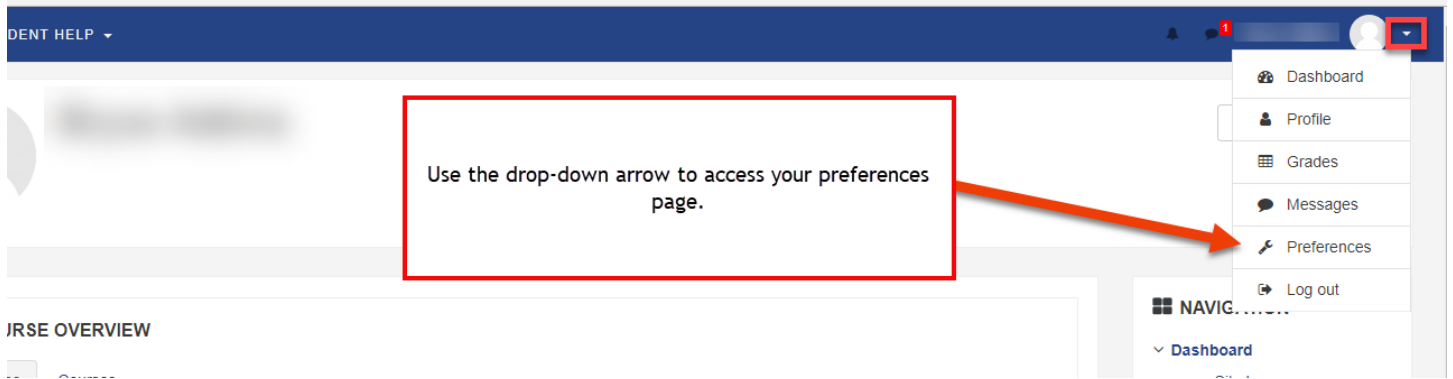 DENT HELP
1
Dashboard
Profile
Grades
Messages
Preferences
Log out
Use the drop-down arrow to access your preferences
page.
URSE OVERVIEW
Courses
Dashboard